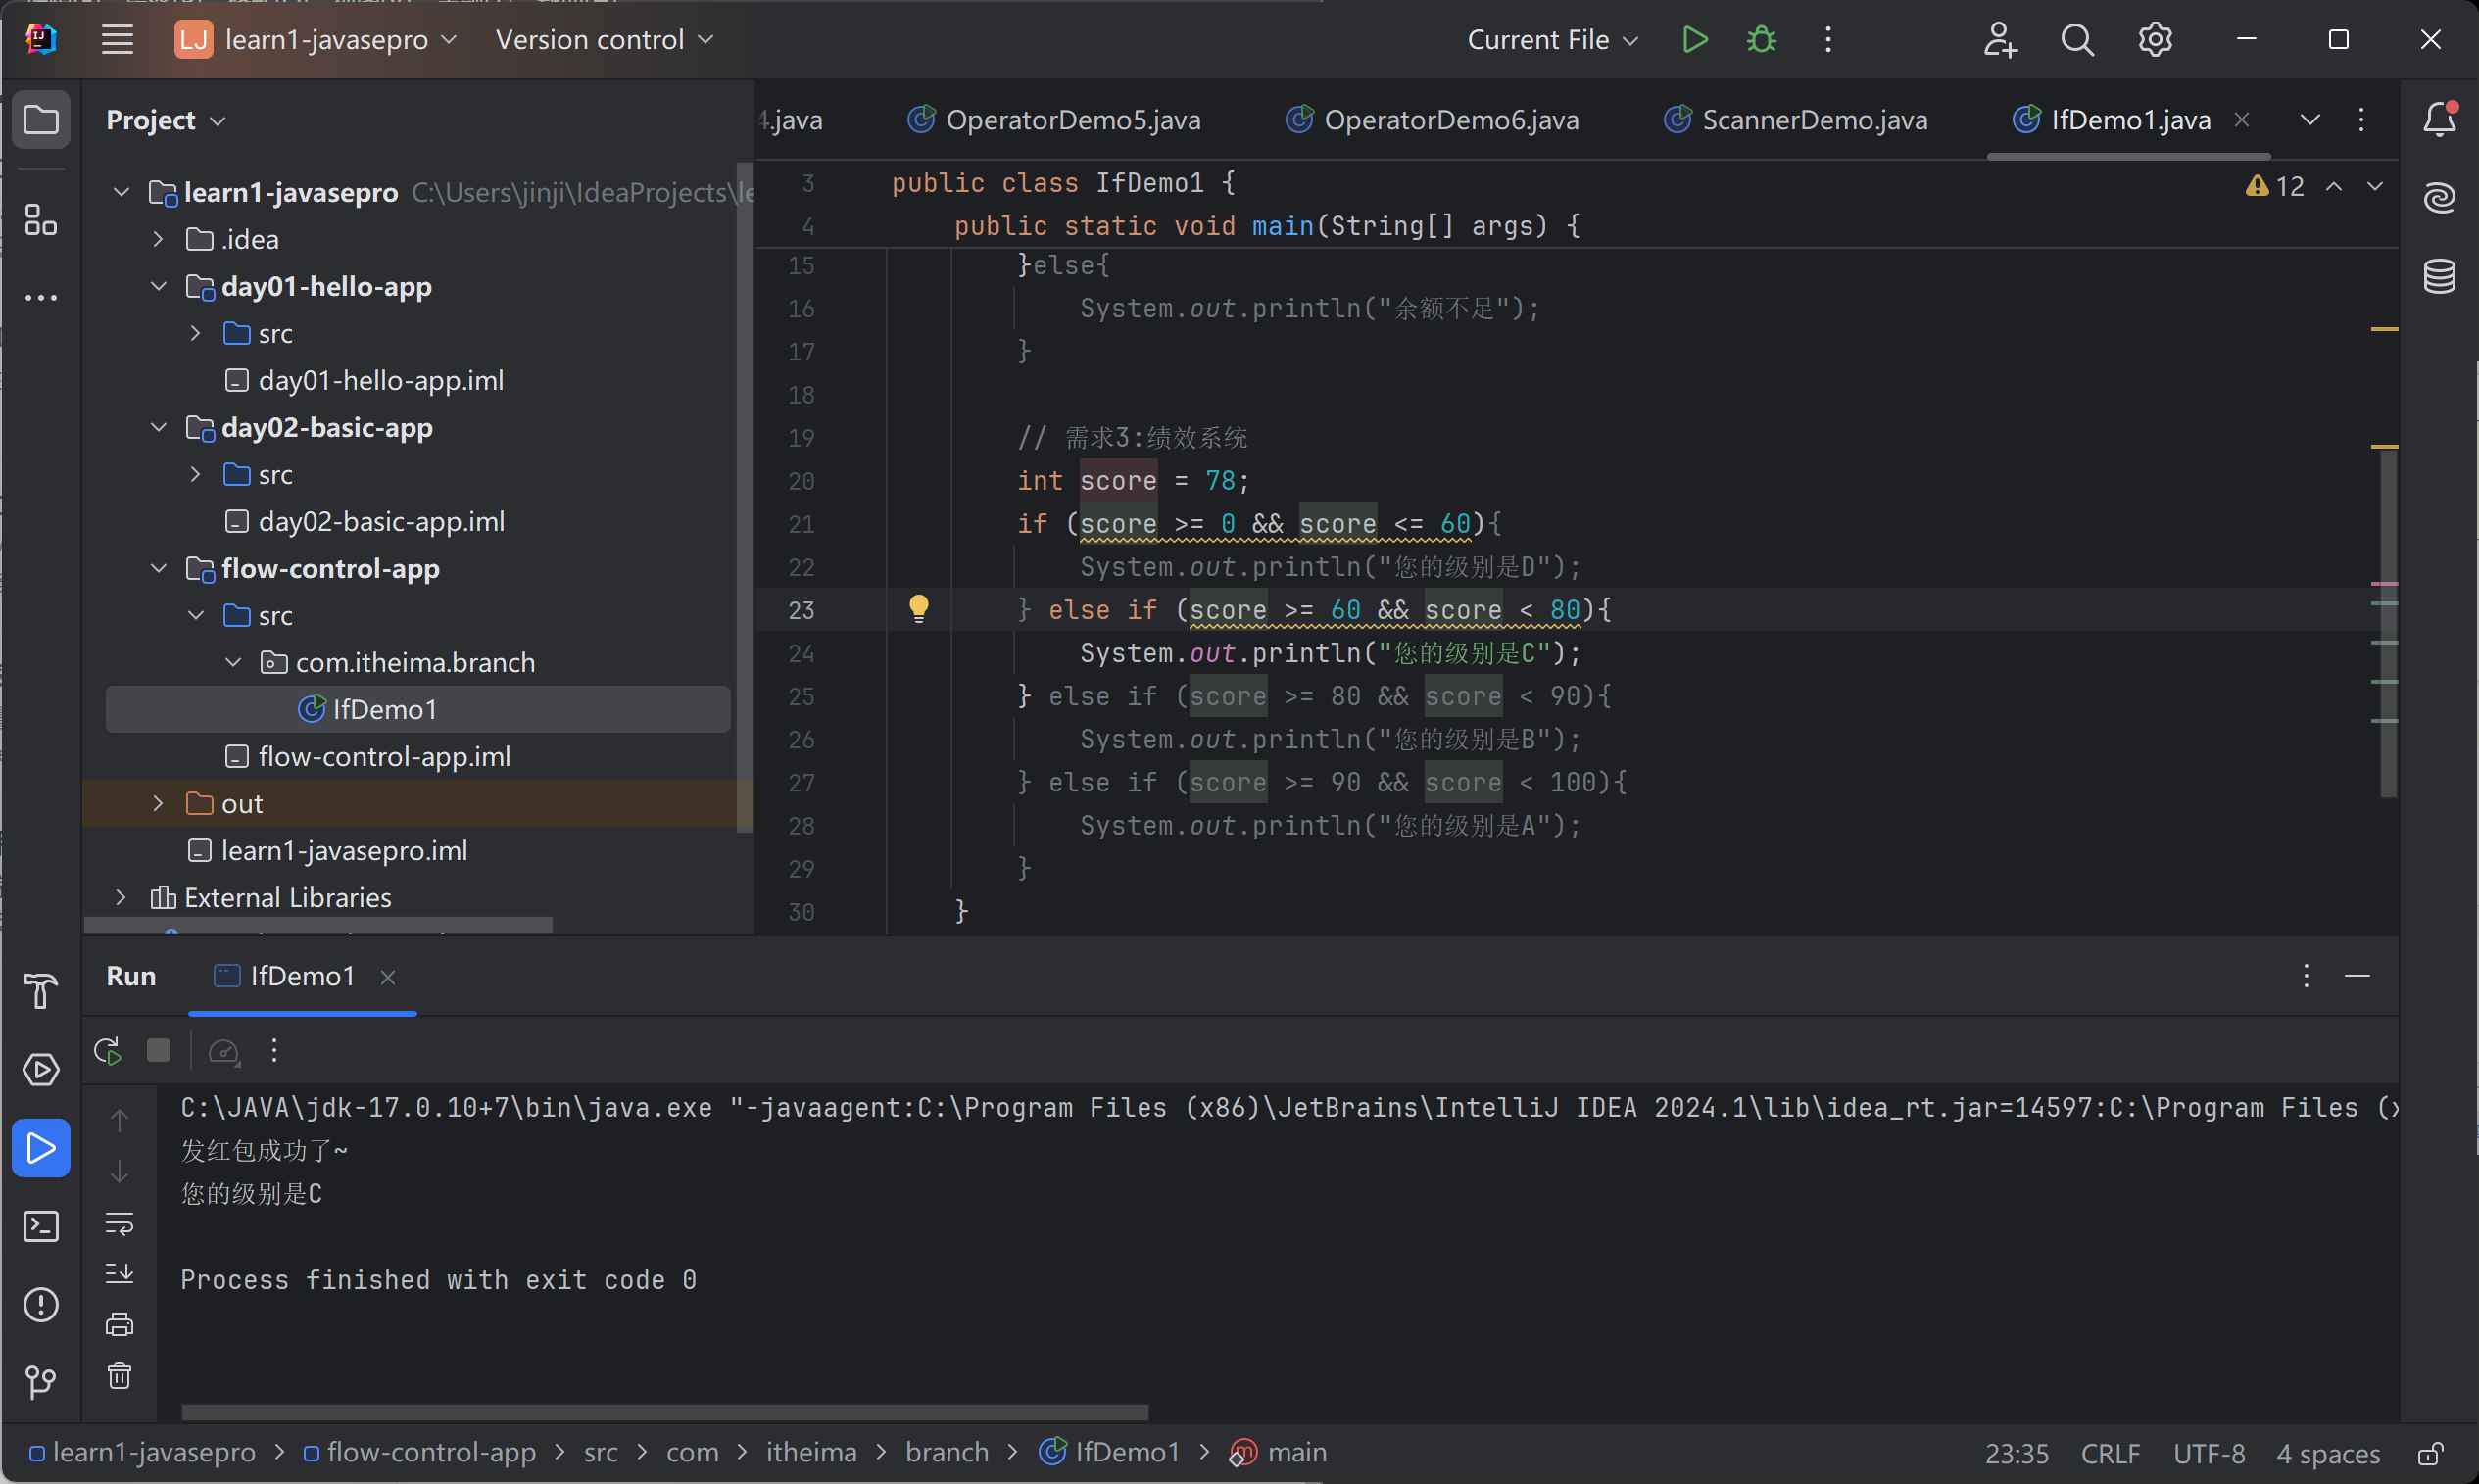 LJ learn1-javasepro Version control Current File
Project
4.java OperatorDemo5.java OperatorDemo6.java ScannerDemo.java IfDemo1.java
learn1-javasepro C:\Users\jinji\IdeaProjects\le
.idea
day01-hello-app
src
day01-hello-app.iml
day02-basic-app
src
day02-basic-app.iml
flow-control-app
src
com.itheima.branch
IfDemo1
flow-control-app.iml
out
learn1-javasepro.iml
External Libraries
12
3 public class IfDemo1 {
4 public static void main(String[] args) {
15 }else{
16 System.out.println("余额不足");
17 }
18
19 // 需求3:绩效系统
20 int score = 78;
21 if (score >= 0 && score <= 60){
22 System.out.println("您的级别是D");
23 } else if (score >= 60 && score < 80){
24 System.out.println("您的级别是C");
25 } else if (score >= 80 && score < 90){
26 System.out.println("您的级别是B");
27 } else if (score >= 90 && score < 100){
28 System.out.println("您的级别是A");
29 }
30 }
Run IfDemo1
C:\JAVA\jdk-17.0.10+7\bin\java.exe "-javaagent:C:\Program Files (x86)\JetBrains\IntelliJ IDEA 2024.1\lib\idea_rt.jar=14597:C:\Program Files (x
发红包成功了~
您的级别是C
Process finished with exit code 0
learn1-javasepro > flow-control-app > src > com > itheima > branch > IfDemo1 > main 23:35 CRLF UTF-8 4 spaces